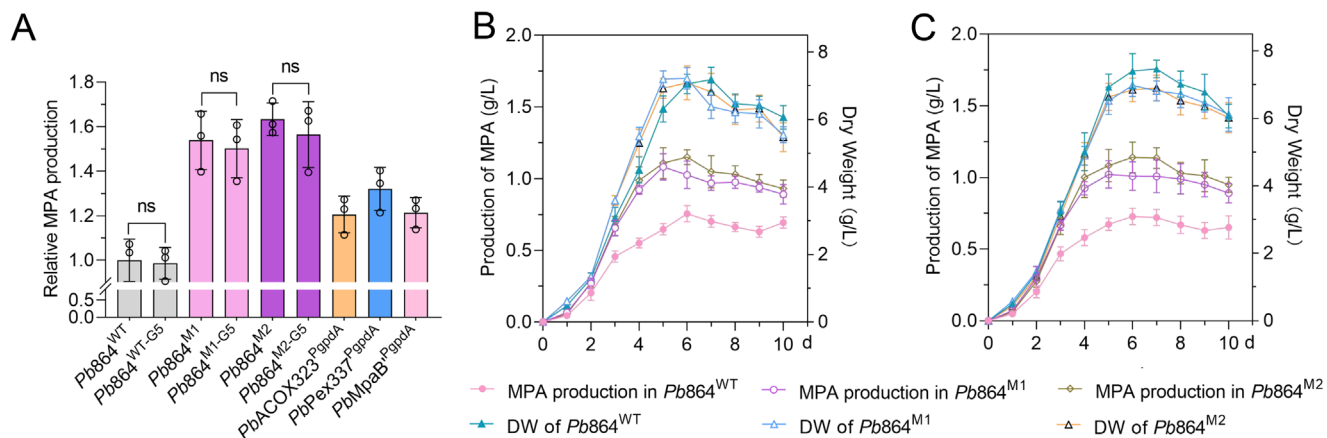 A
Relative MPA production
1.8
1.6
1.4
1.2
1.0
0.5
0.0
ns
ns
ns
Pb864WT
Pb864WT-G5
Pb864M1
Pb864M1-G5
Pb864M2
Pb864M2-G5
PbACOX323PgpdA
PbPex337PgpdA
PbMpaB'PgpdA
B
Production of MPA (g/L)
2.0
1.5
1.0
0.5
0.0
0 2 4 6 8 10 d
8
6
4
2
0
Dry Weight (g/L)
C
Production of MPA (g/L)
2.0
1.5
1.0
0.5
0.0
0 2 4 6 8 10 d
8
6
4
2
0
Dry Weight (g/L)
MPA production in Pb864WT
MPA production in Pb864M1
MPA production in Pb864M2
DW of Pb864WT
DW of Pb864M1
DW of Pb864M2